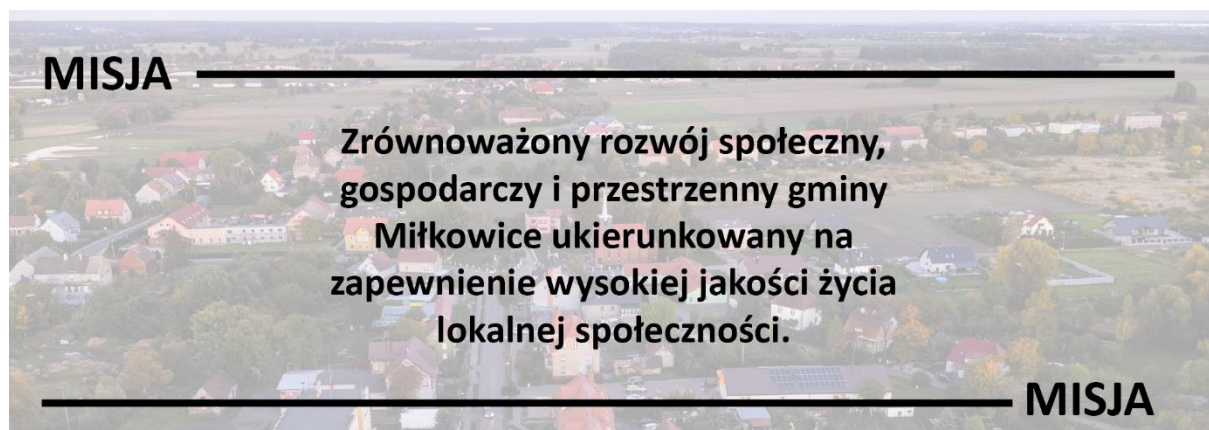 MISJA
Zrównoważony rozwój społeczny,
gospodarczy i przestrzenny gminy
Miłkowice ukierunkowany na
zapewnienie wysokiej jakości życia
lokalnej społeczności.
MISJA